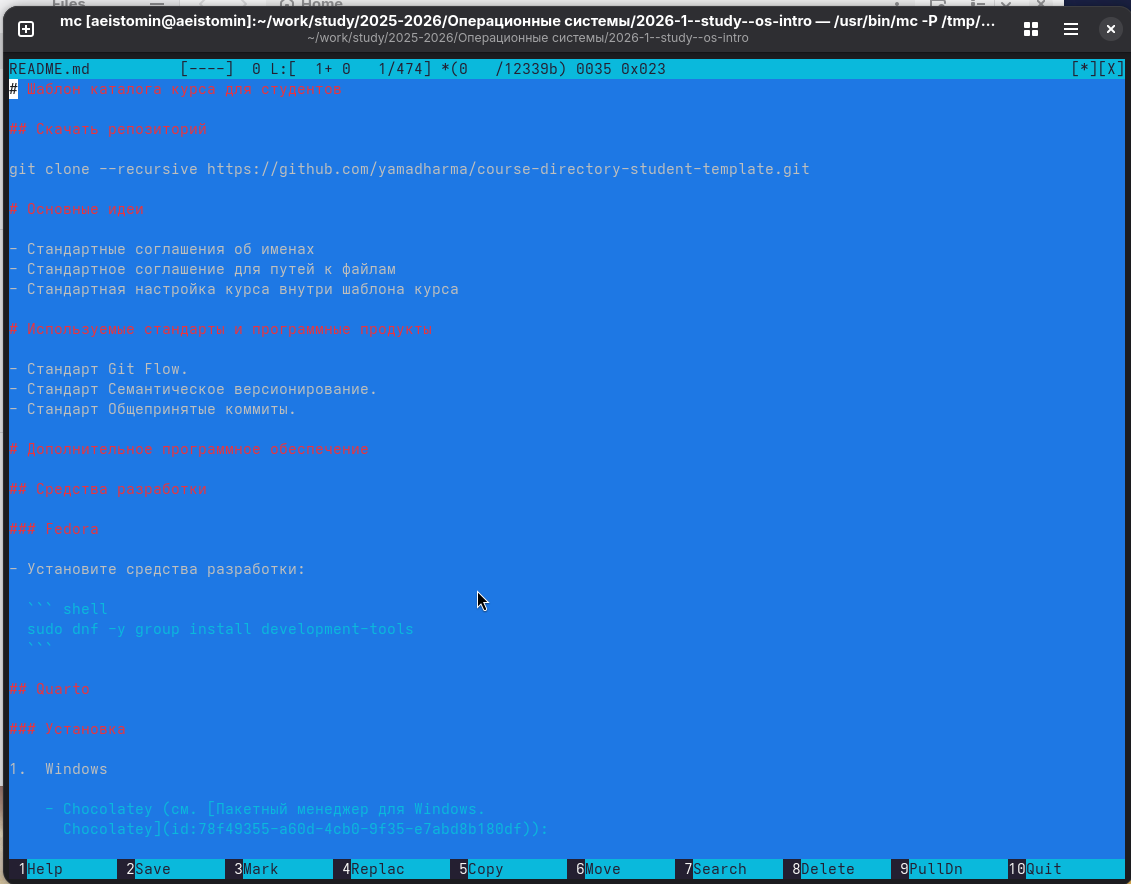 Files
Home
mc [aeistomin@aeistomin]:~/work/study/2025-2026/Операционные системы/2026-1--study--os-intro — /usr/bin/mc -P /tmp/…
~/work/study/2025-2026/Операционные системы/2026-1--study--os-intro
README.md [----] 0 L:[ 1+ 0 1/474] *(0 /12339b) 0035 0x023 [*][X]
# Шаблон каталога курса для студентов
## Скачать репозиторий
git clone --recursive https://github.com/yamadharma/course-directory-student-template.git
# Основные идеи
- Стандартные соглашения об именах
- Стандартное соглашение для путей к файлам
- Стандартная настройка курса внутри шаблона курса
# Используемые стандарты и программные продукты
- Стандарт Git Flow.
- Стандарт Семантическое версионирование.
- Стандарт Общепринятые коммиты.
# Дополнительное программное обеспечение
## Средства разработки
### Fedora
- Установите средства разработки:
``` shell
sudo dnf -y group install development-tools
```
## Quarto
### Установка
1. Windows
- Chocolatey (см. [Пакетный менеджер для Windows.
Chocolatey](id:78f49355-a60d-4cb0-9f35-e7abd8b180df)):
1Help 2Save 3Mark 4Replac 5Copy 6Move 7Search 8Delete 9PullDn 10Quit